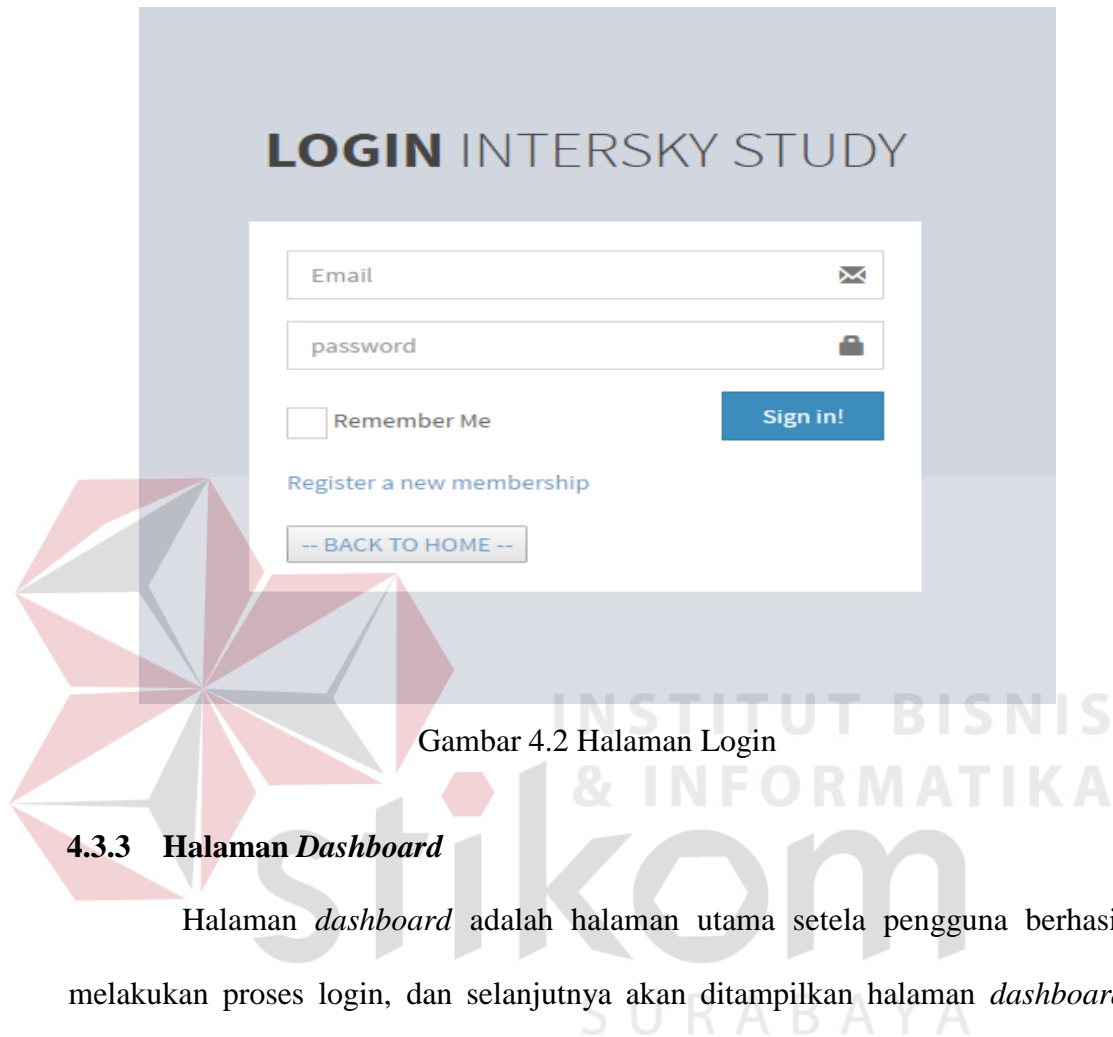 LOGIN INTERSKY STUDY
Email
password
Remember Me
Sign in!
Register a new membership
-- BACK TO HOME --
INSTITUT BISNIS
Gambar 4.2 Halaman Login
& INFORMATIKA
stikom
4.3.3 Halaman Dashboard
Halaman dashboard adalah halaman utama setela pengguna berhasi
melakukan proses login, dan selanjutnya akan ditampilkan halaman dashboard
SURABAYA